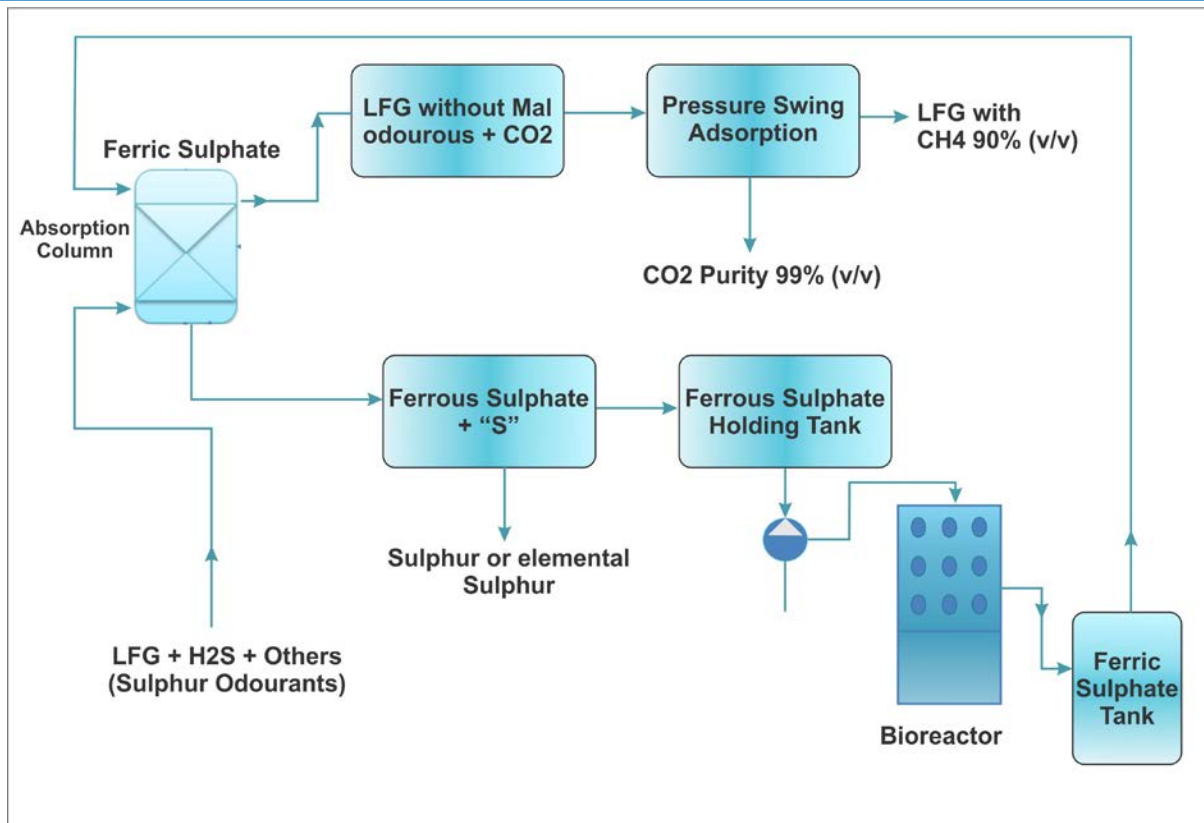 LFG without Mal
odourous + CO2
Pressure Swing
Adsorption
LFG with
CH4 90% (v/v)
Ferric Sulphate
Absorption
Column
CO2 Purity 99% (v/v)
Ferrous Sulphate
+ “S”
Ferrous Sulphate
Holding Tank
Sulphur or elemental
Sulphur
LFG + H2S + Others
(Sulphur Odourants)
Bioreactor
Ferric
Sulphate
Tank